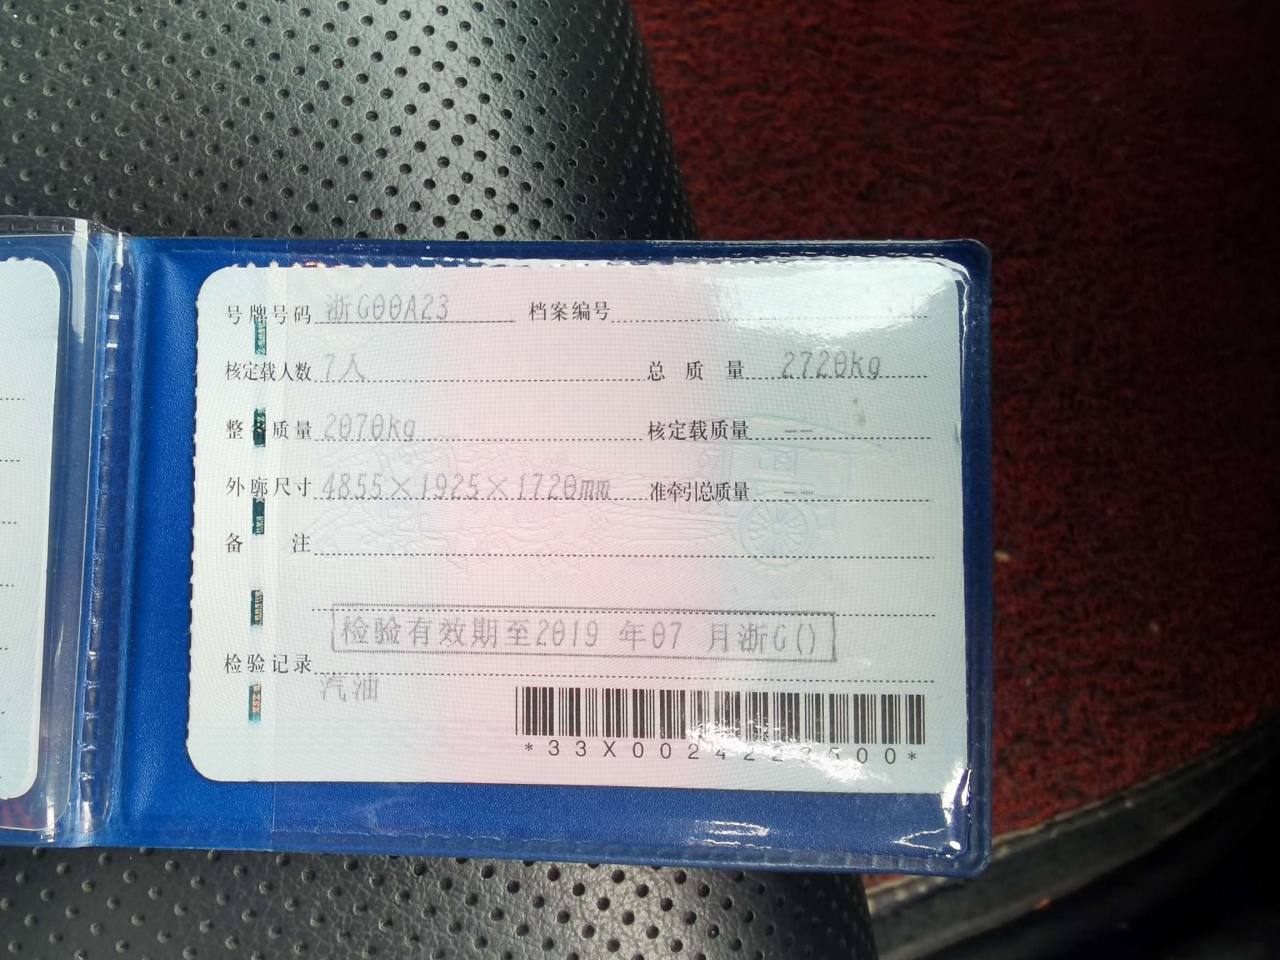 号牌号码 浙G00A23 档案编号
核定载人数 7人 总质量 2720kg
整备质量 2070kg 核定载质量 --
外廓尺寸 4855×1925×1720mm 准牵引总质量 --
备注
检验有效期至2019 年07 月浙G()
检验记录
汽油
*33X0024223500*